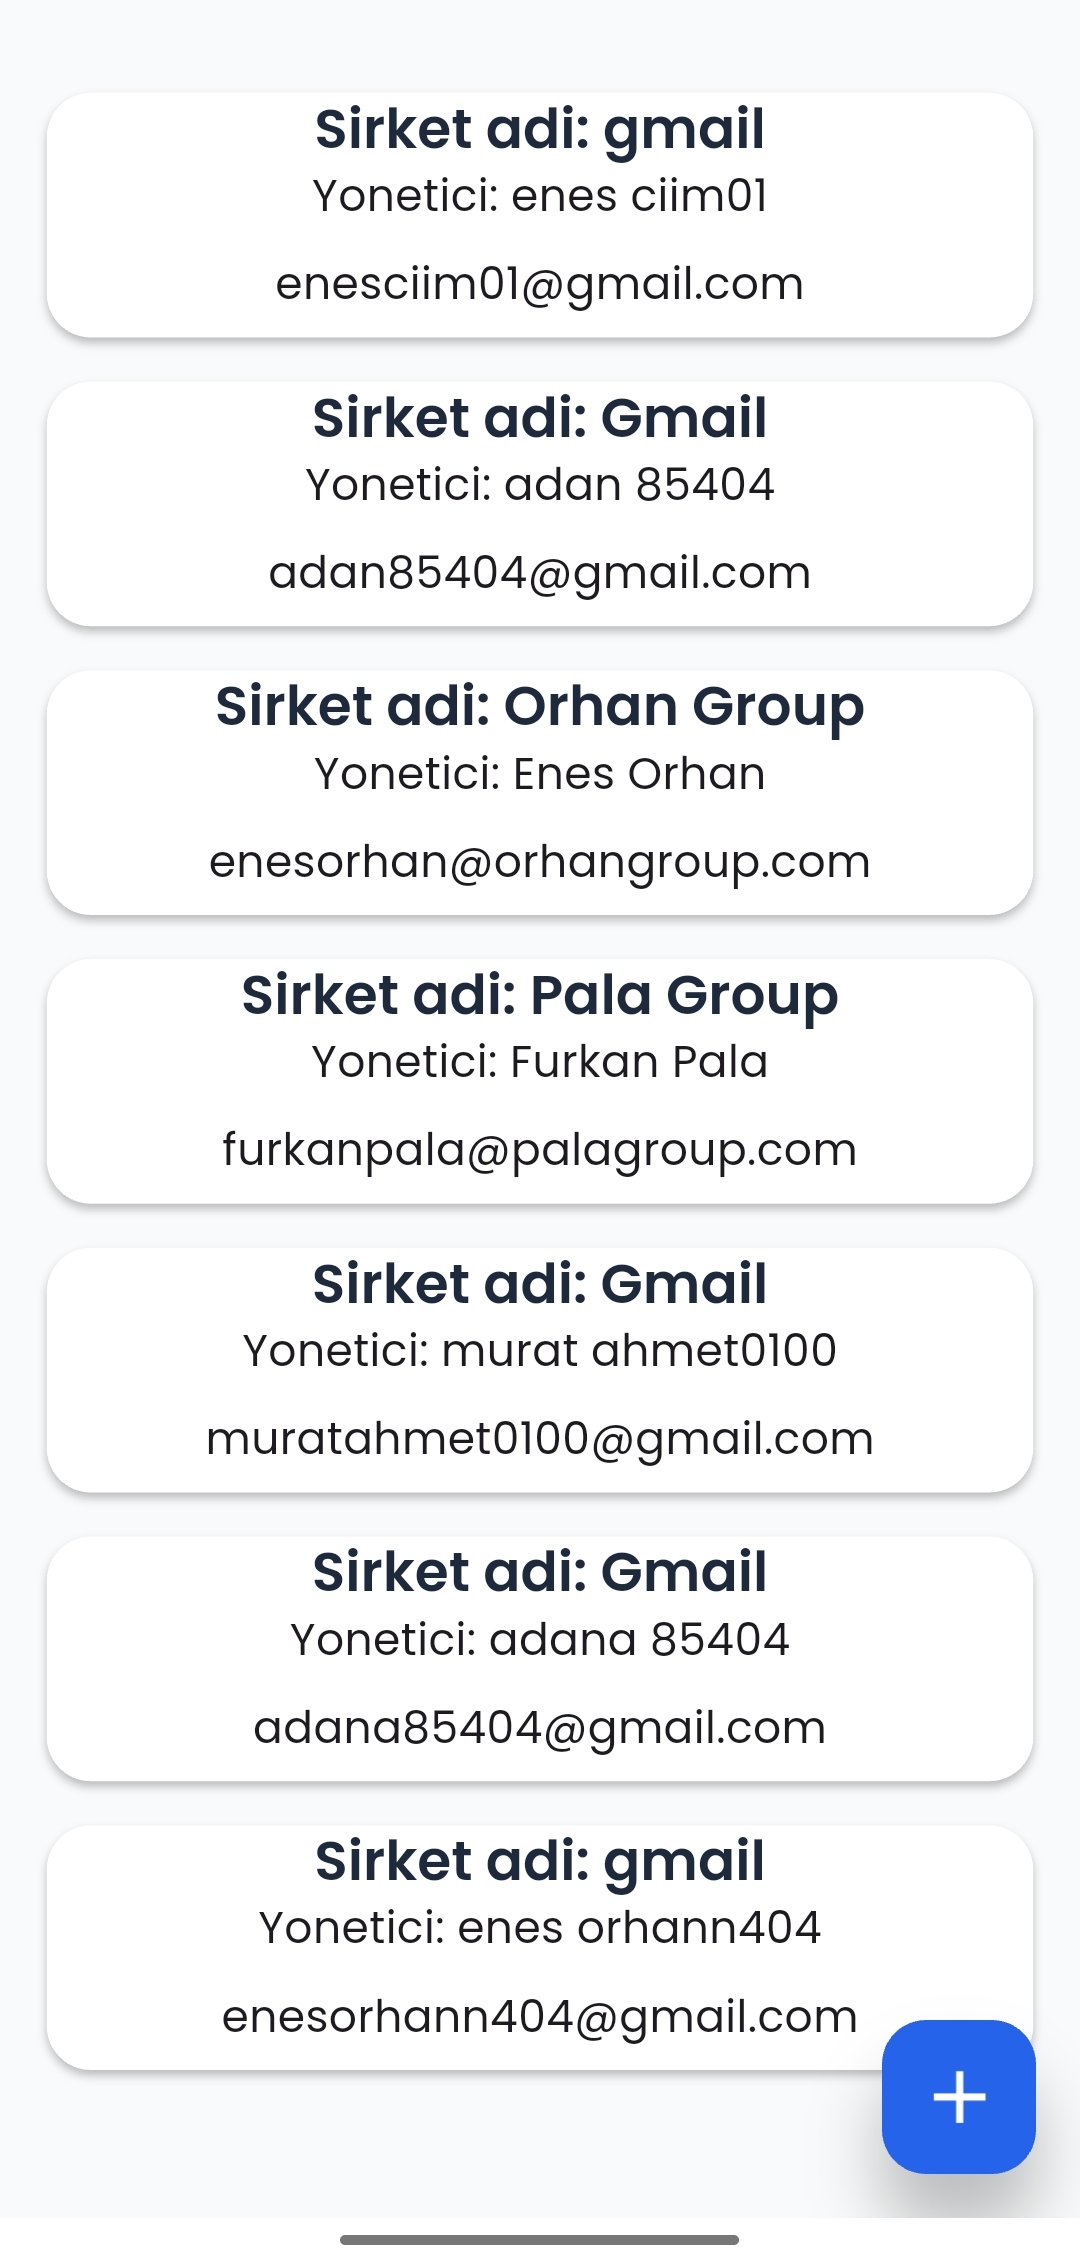 Sirket adi: gmail
Yonetici: enes ciim01
enesciim01@gmail.com
Sirket adi: Gmail
Yonetici: adan 85404
adan85404@gmail.com
Sirket adi: Orhan Group
Yonetici: Enes Orhan
enesorhan@orhangroup.com
Sirket adi: Pala Group
Yonetici: Furkan Pala
furkanpala@palagroup.com
Sirket adi: Gmail
Yonetici: murat ahmet0100
muratahmet0100@gmail.com
Sirket adi: Gmail
Yonetici: adana 85404
adana85404@gmail.com
Sirket adi: gmail
Yonetici: enes orhann404
enesorhann404@gmail.com